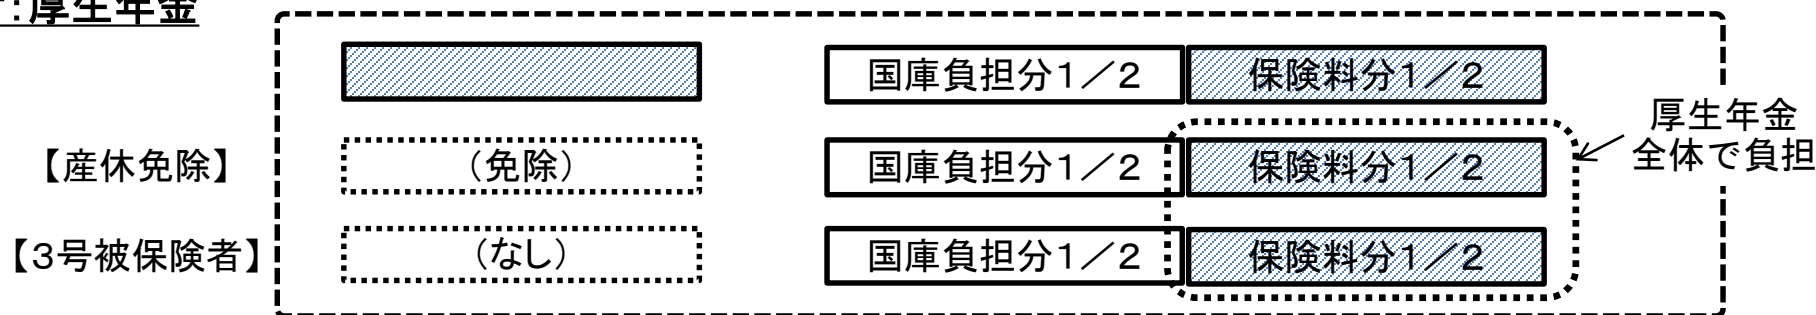 :厚生年金
国庫負担分1/2 保険料分1/2
厚生年金
全体で負担
【産休免除】 (免除) 国庫負担分1/2 保険料分1/2
【3号被保険者】 (なし) 国庫負担分1/2 保険料分1/2